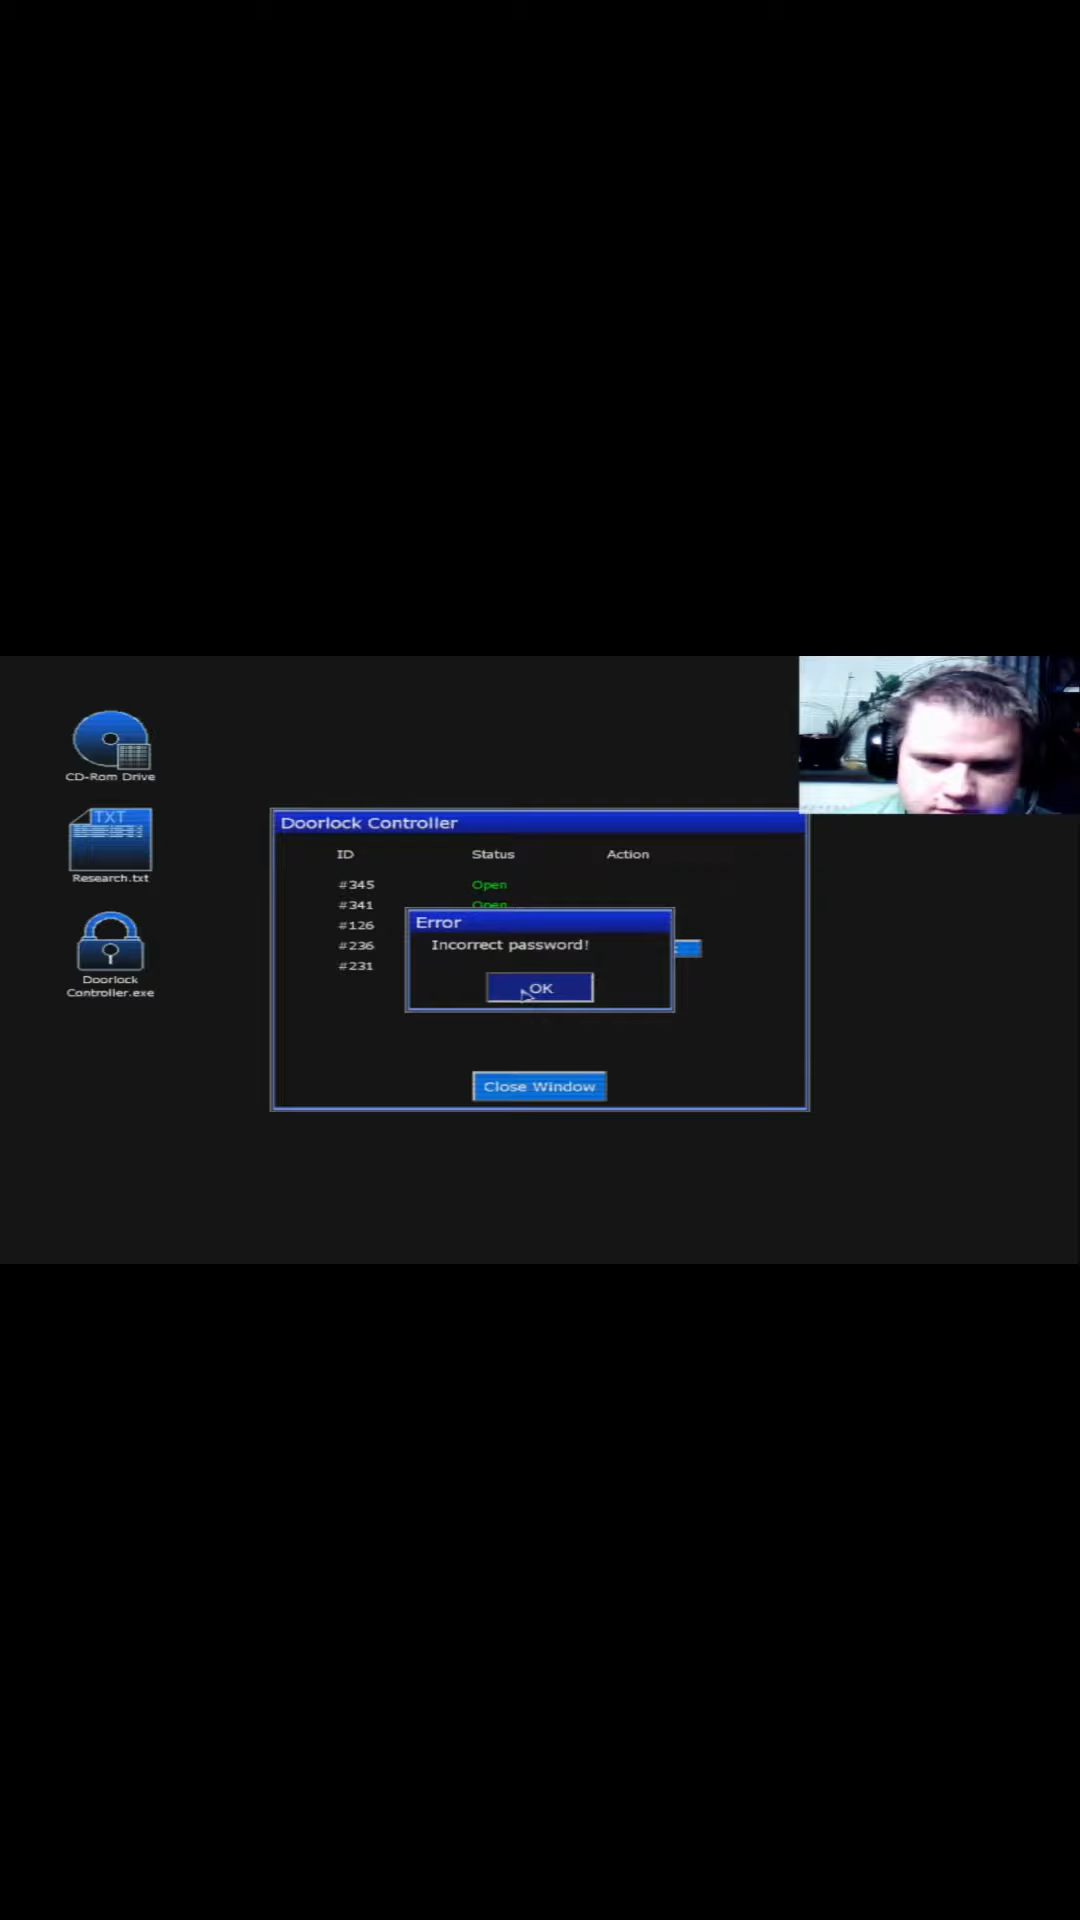 CD-Rom Drive
TXT
Research.txt
Doorlock
Controller.exe
Doorlock Controller
ID Status Action
#345 Open
#341 Open
#126
#236
#231
Error
Incorrect password!
OK
Close Window